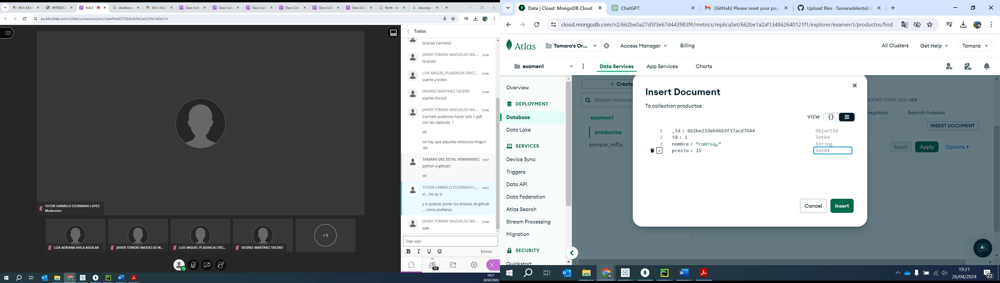 66.1: EXAM
INTRODU
AULA
dashboard
66.1: AULA
Class Colla
Class Colla
Class Colla
Class Colla
Class Colla
Class Colla
Perfil - tar
descargar
eu.bbcollab.com/collab/ui/session/join/cdee9be657564e2b9b2ab329e1e6e51d
TUTOR CARMELO ESCRIBANO LOPEZ
Moderador
LIZA ADRIANA AVILA AGUILAR
JAVIER TOMOKI MAZUELOS W...
LUIS MIGUEL PLASENCIA CRIS...
DESIREE MARTINEZ TACERO
+ 5
Todos
Gracias Carmelo!
JAVIER TOMOKI MAZUELOS WA... 19:06
Gracias!
LUIS MIGUEL PLASENCIA CRIST... 19:06
suerte a todos
DESIREE MARTINEZ TACERO 19:06
suerte chicos!!
JAVIER TOMOKI MAZUELOS WA... 19:06
Carmelo podemos hacer solo 1 pdf
con las capturas ?
ok
no hay que adjuntar entonces ningun
.py
TAMARA DEL ESTAL HERNANDEZ 19:07
python a github?
ok
TUTOR CARMELO ESCRIBANO L... 19:07
sí... los py sí
y si quieres poner los enlaces de github
... como prefieras
JAVIER TOMOKI MAZUELOS WA... 19:08
vale
Diga algo
B I U
Enviar
11
19:21
26/04/2024
Data | Cloud: MongoDB Cloud
ChatGPT
[GitHub] Please reset your pas
Upload files · Tamaradelestal/e
cloud.mongodb.com/v2/662be0a27d5f3e67d443983f#/metrics/replicaSet/662be1a2af134862640121f1/explorer/examen1/productos/find
Atlas
Tamara's Or...
Access Manager
Billing
All Clusters
Get Help
Tamara
examen1
Data Services
App Services
Charts
Overview
DEPLOYMENT
Database
Data Lake
SERVICES
Device Sync
Triggers
Data API
Data Federation
Atlas Search
Stream Processing
Migration
SECURITY
Quickstart
+ Create
Search Namesp
examen1
productos
sample_mflix
Insert Document
To collection productos
VIEW {}
1 _id : 662be233eb4663f37acd7644 ObjectId
2 id : 1 Int64
3 nombre : "camisa," String
precio : 15 Int64
Cancel
Insert
NDEXES TOTAL SIZE: 4KB
regation
Search Indexes
INSERT DOCUMENT
Reset
Apply
Options
19:21
26/04/2024
22